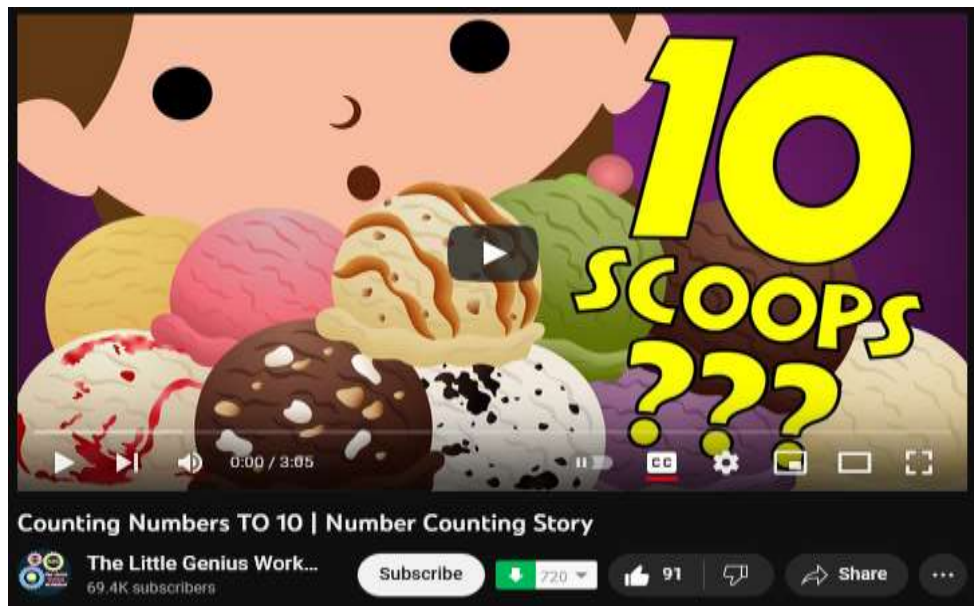 10
SCOOPS
???
0:00 / 3:05
CC
Counting Numbers TO 10 | Number Counting Story
The Little Genius Work...
69.4K subscribers
Subscribe
720
91
Share